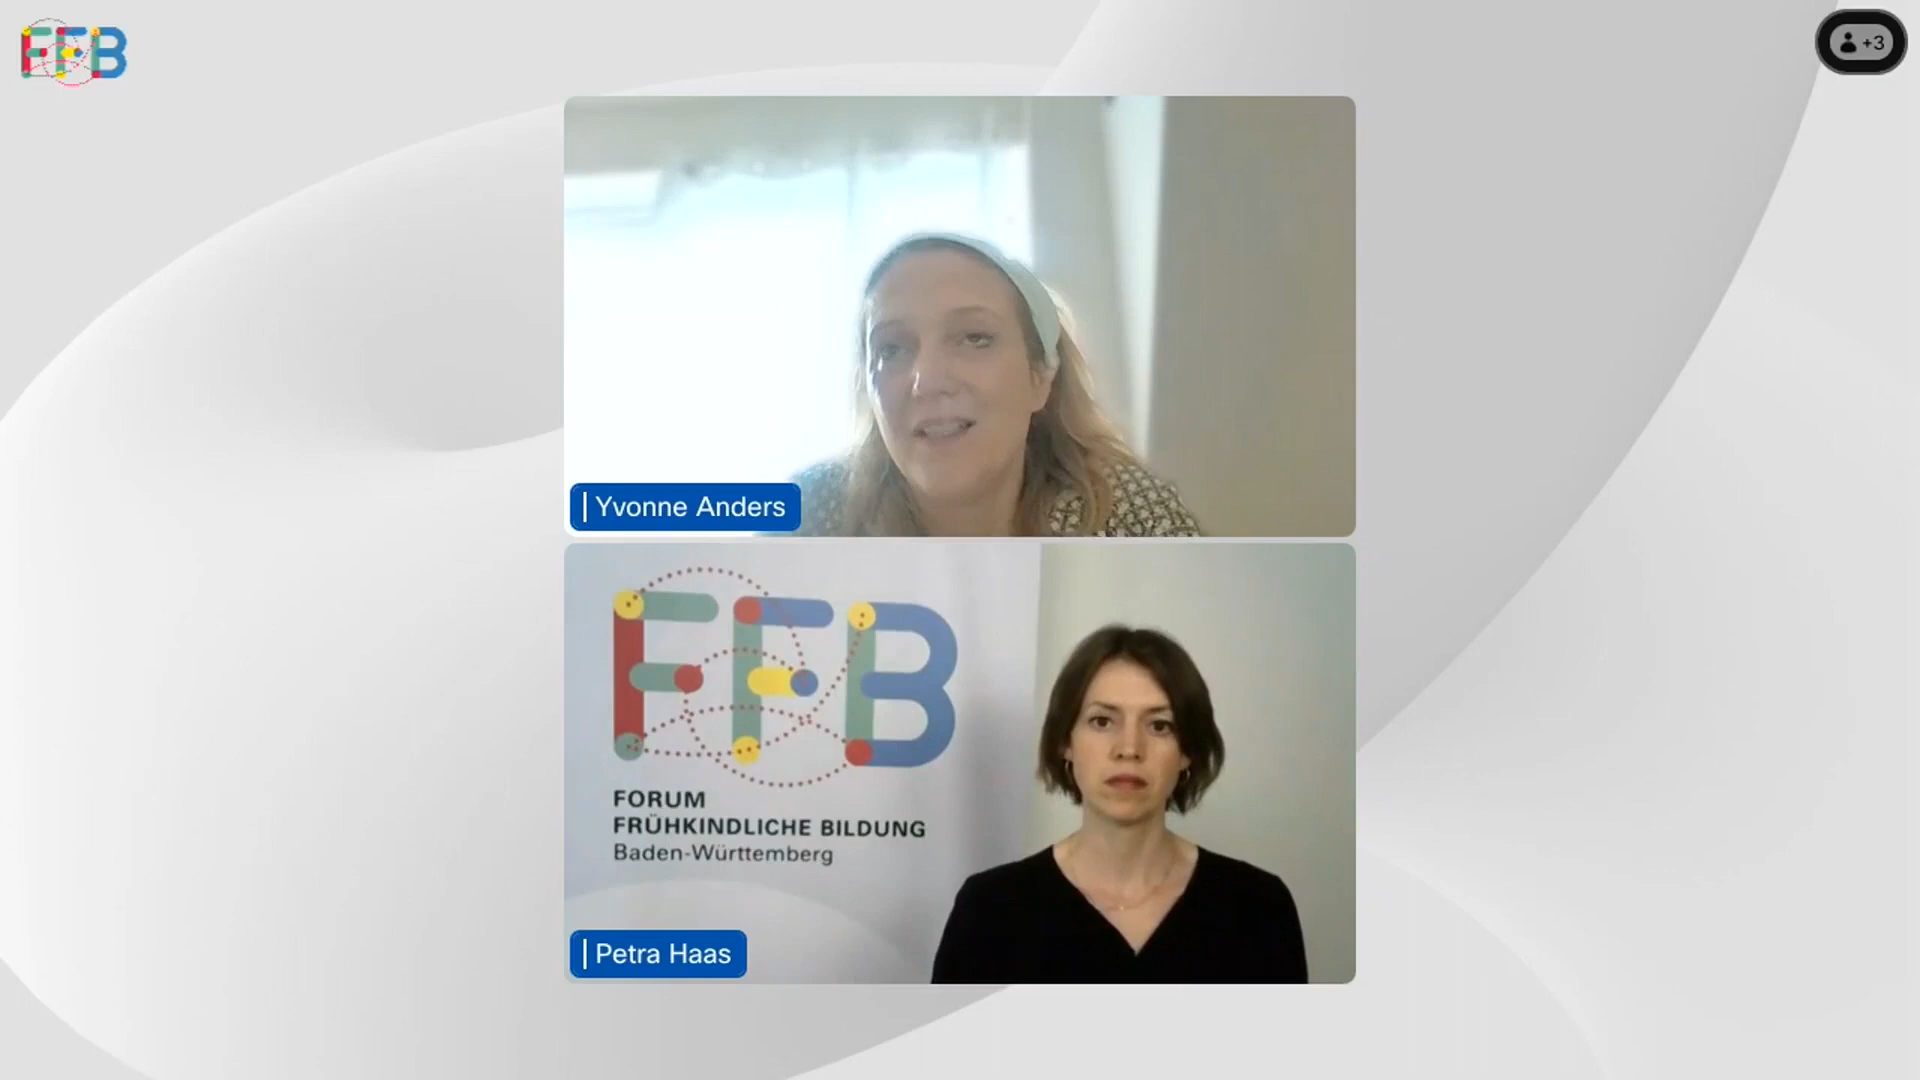 FFB
+3
Yvonne Anders
FFB
FORUM
FRÜHKINDLICHE BILDUNG
Baden-Württemberg
Petra Haas